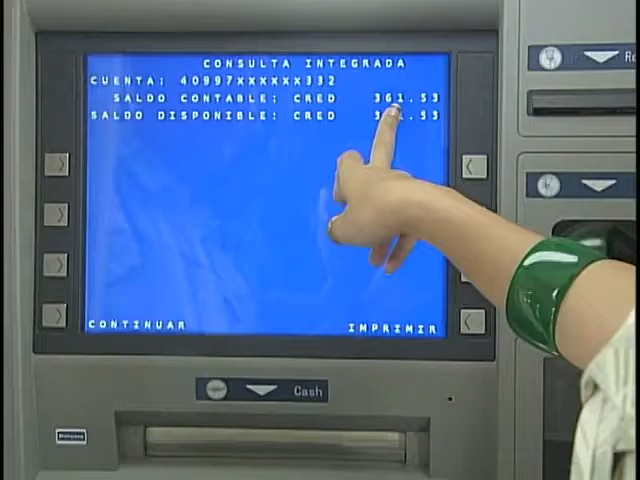 CONSULTA INTEGRADA
CUENTA: 40997xxxxxx332
SALDO CONTABLE: CRED 361.53
SALDO DISPONIBLE: CRED
CONTINUAR IMPRIMIR
Cash